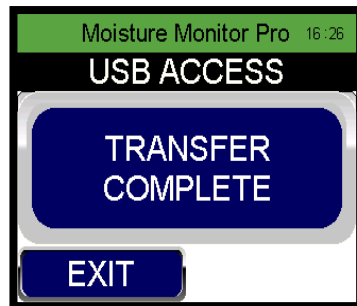 Moisture Monitor Pro 16:26
USB ACCESS
TRANSFER
COMPLETE
EXIT